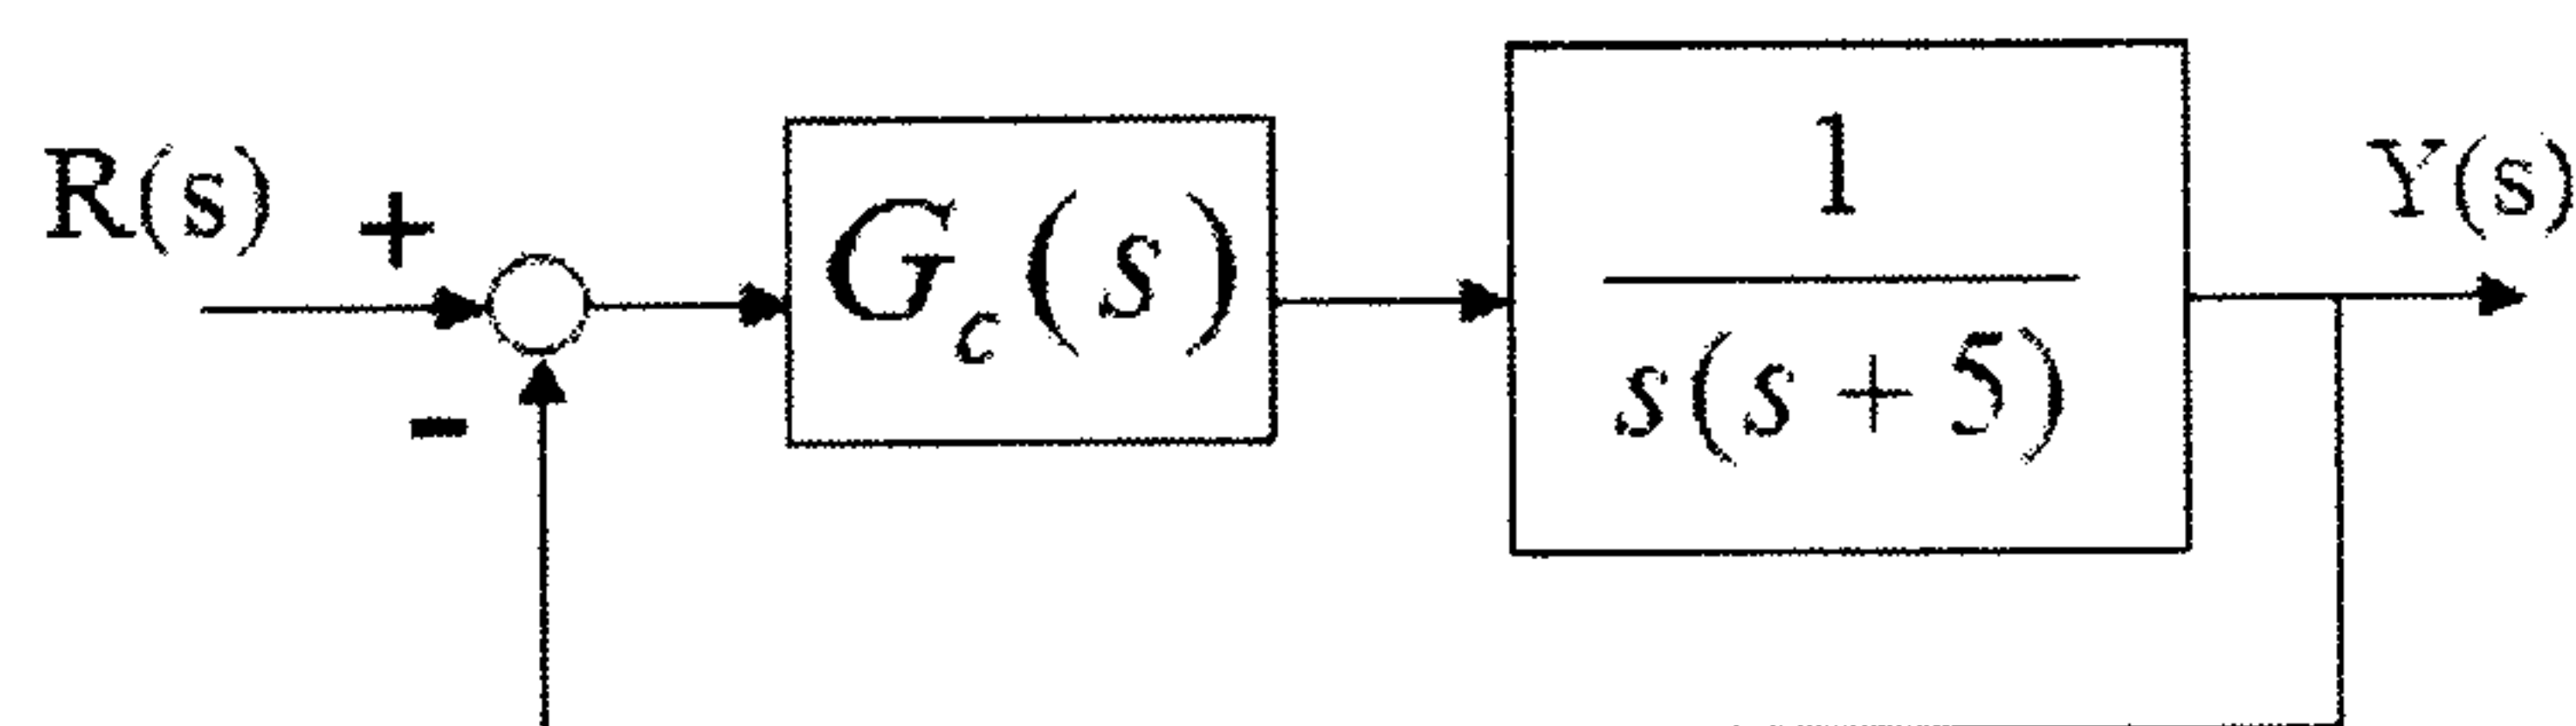 R(s)
+
-
G_c(s)
1
s(s + 5)
Y(s)